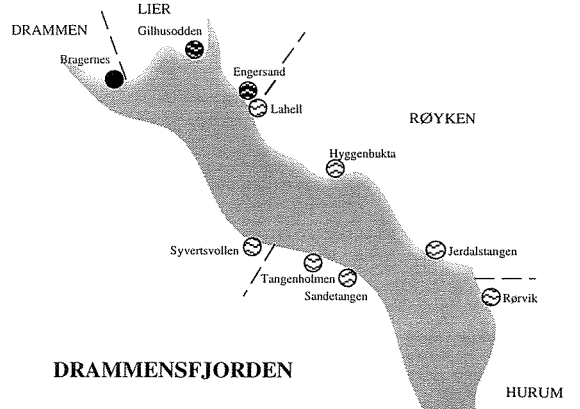 LIER
DRAMMEN
Gilhusodden
Bragernes
Engersand
Lahell
RØYKEN
Hyggenbukta
Syvertsvollen
Jerdalstangen
Tangenholmen
Sandetangen
Rørvik
DRAMMENSFJORDEN
HURUM